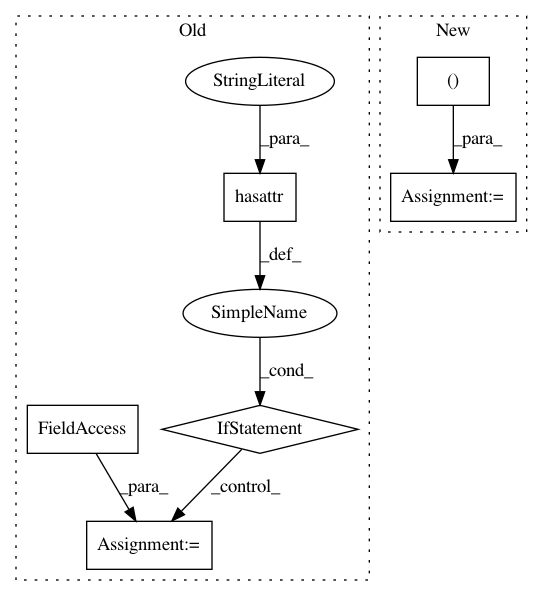 Old
New
StringLiteral
()
_para_
_para_
hasattr
Assignment:=
_def_
SimpleName
_cond_
FieldAccess
IfStatement
_para_
_control_
Assignment:=